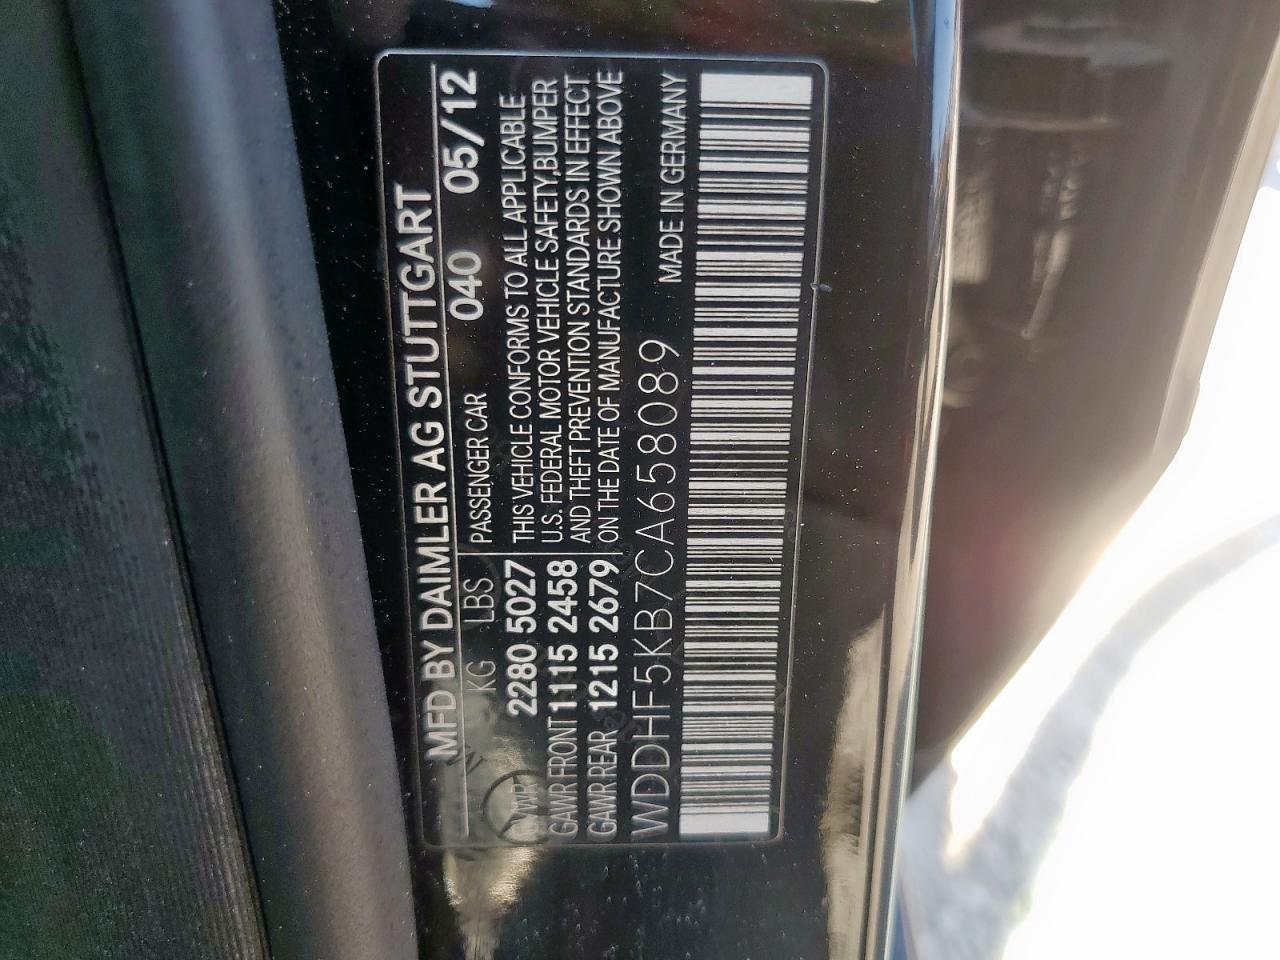 MFD BY DAIMLER AG STUTTGART
KG LBS PASSENGER CAR 040 05/12
GVWR 2280 5027 THIS VEHICLE CONFORMS TO ALL APPLICABLE
GAWR FRONT 1115 2458 U.S. FEDERAL MOTOR VEHICLE SAFETY,BUMPER
GAWR REAR 1215 2679 AND THEFT PREVENTION STANDARDS IN EFFECT
ON THE DATE OF MANUFACTURE SHOWN ABOVE
WDDHF5KB7CA658089 MADE IN GERMANY